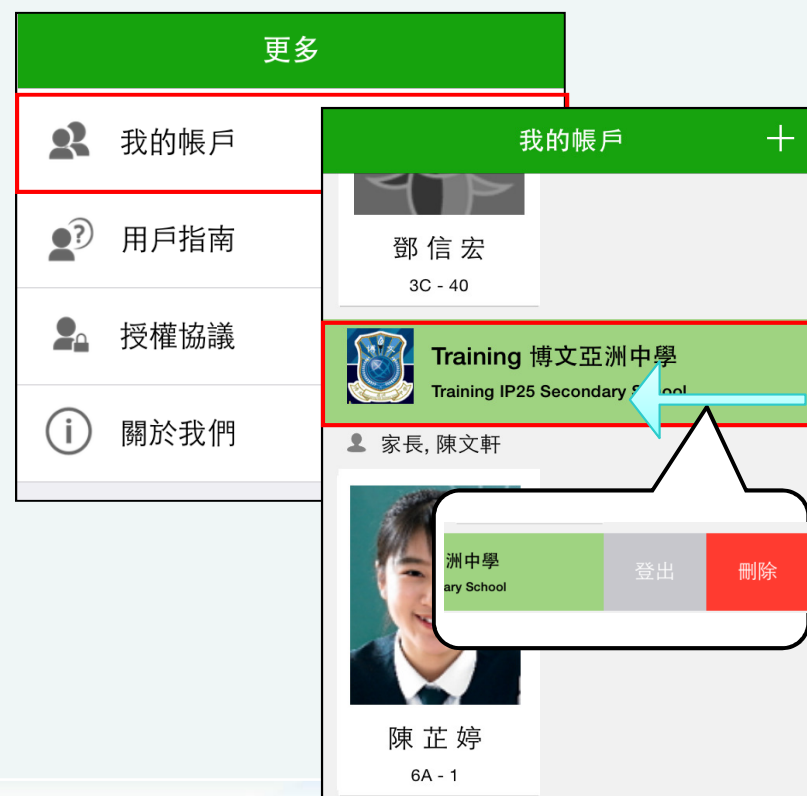 更多
我的帳戶
用戶指南
授權協議
關於我們
我的帳戶
鄧信宏
3C - 40
Training 博文亞洲中學
Training IP25 Secondary
家長, 陳文軒
洲中學
ary School
登出
刪除
陳芷婷
6A - 1